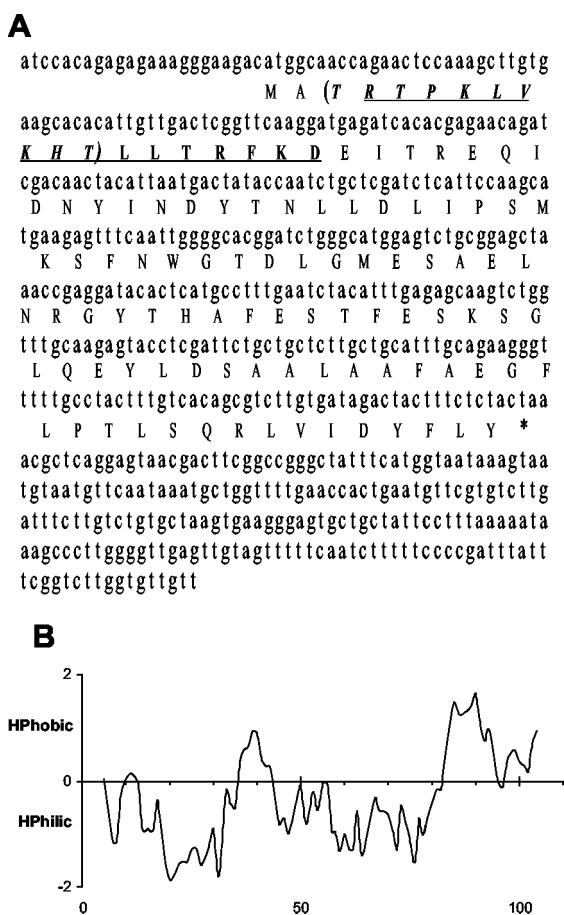 A
atccacagagagaaagggaagacatggcaaccagaactccaaagcttgtg
M A (T R T P K L V
aagcacacattgttgactcggttcaaggatgagatcacacgagaacagat
K H T) L L T R F K D E I T R E Q I
cgacaactacattaatgactataccaatctgctcgatctcattccaagca
D N Y I N D Y T N L L D L I P S M
tgaagagtttcaattggggcacggatctgggcatggagtctgcggagcta
K S F N W G T D L G M E S A E L
aaccgaggatacactcatgcctttgaatctacatttgagagcaagtctgg
N R G Y T H A F E S T F E S K S G
tttgcaagagtacctcgattctgctgctcttgctgcatttgcagaagggt
L Q E Y L D S A A L A A F A E G F
ttttgcctactttgtcacagcgtcttgtgatagactactttctctactaa
L P T L S Q R L V I D Y F L Y *
acgctcaggagtaacgacttcggccgggctatttcatggtaataaagtaa
tgtaatgttcaataaatgctggttttgaaccactgaatgttcgtgtcttg
atttcttgtctgtgctaagtgaagggagtgctgctattcctttaaaaata
aagcccttggggttgagttgtagtttttcaatctttttccccgatttatt
tcggtcttggtgttgtt
B
2
HPhobic
0
HPhilic
-2
0 50 100